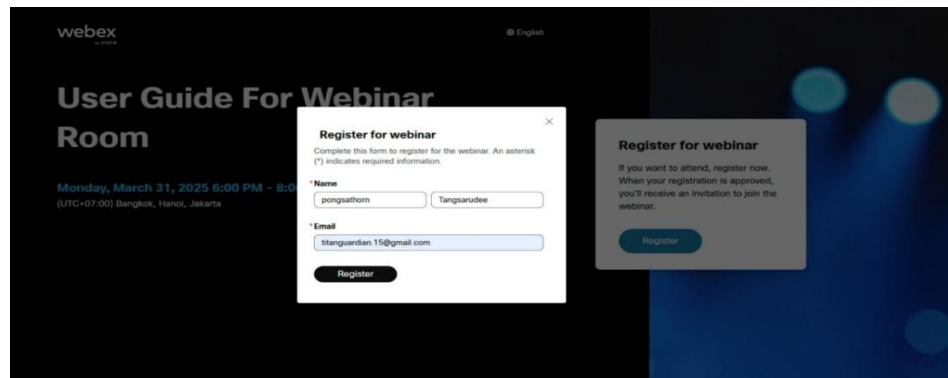 webex
by CISCO
English
User Guide For Webinar
Room
Monday, March 31, 2025 6:00 PM - 8:0
(UTC+07:00) Bangkok, Hanoi, Jakarta
Register for webinar
Complete this form to register for the webinar. An asterisk
(*) indicates required information.
*Name
pongsathorn Tangsarudee
*Email
titanguardian.15@gmail.com
Register
Register for webinar
If you want to attend, register now.
When your registration is approved,
you'll receive an invitation to join the
webinar.
Register